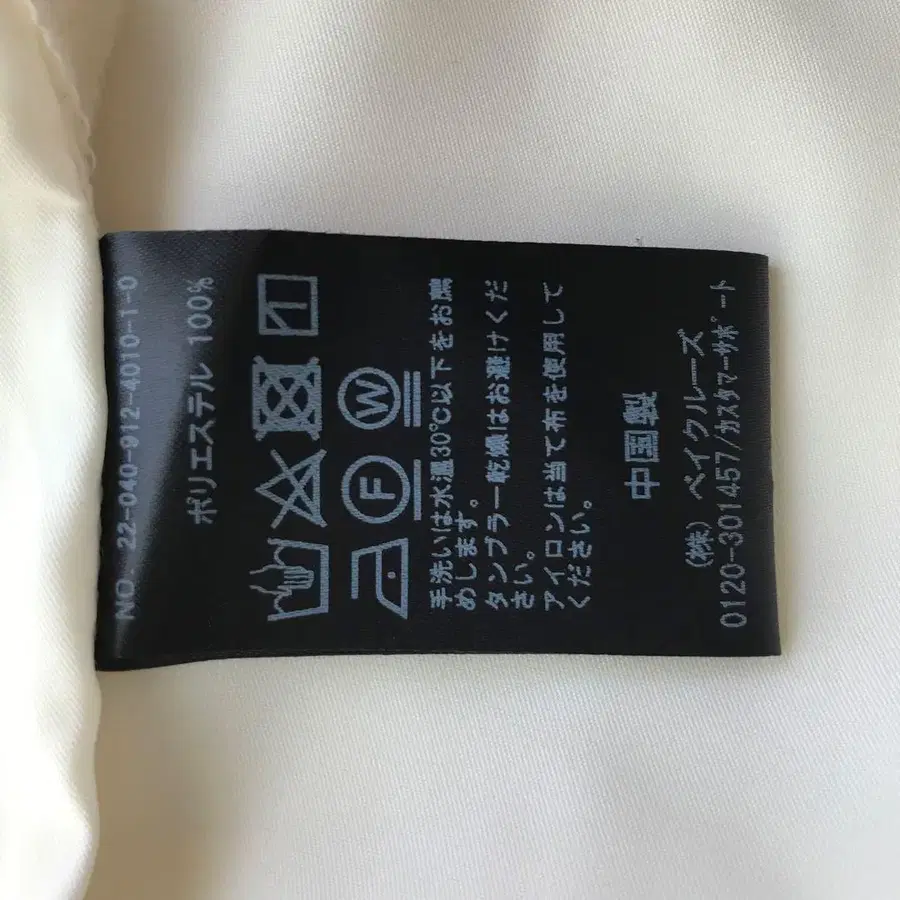 NO. 22-040-912-4010-1-0
ポリエステル 100%
F W
手洗いは水温30℃以下をお薦
めします。
タンブラー乾燥はお避けくだ
さい。
アイロンは当て布を使用して
ください。
中国製
(株) ベイクルーズ
0120-301457/カスタマーサポート